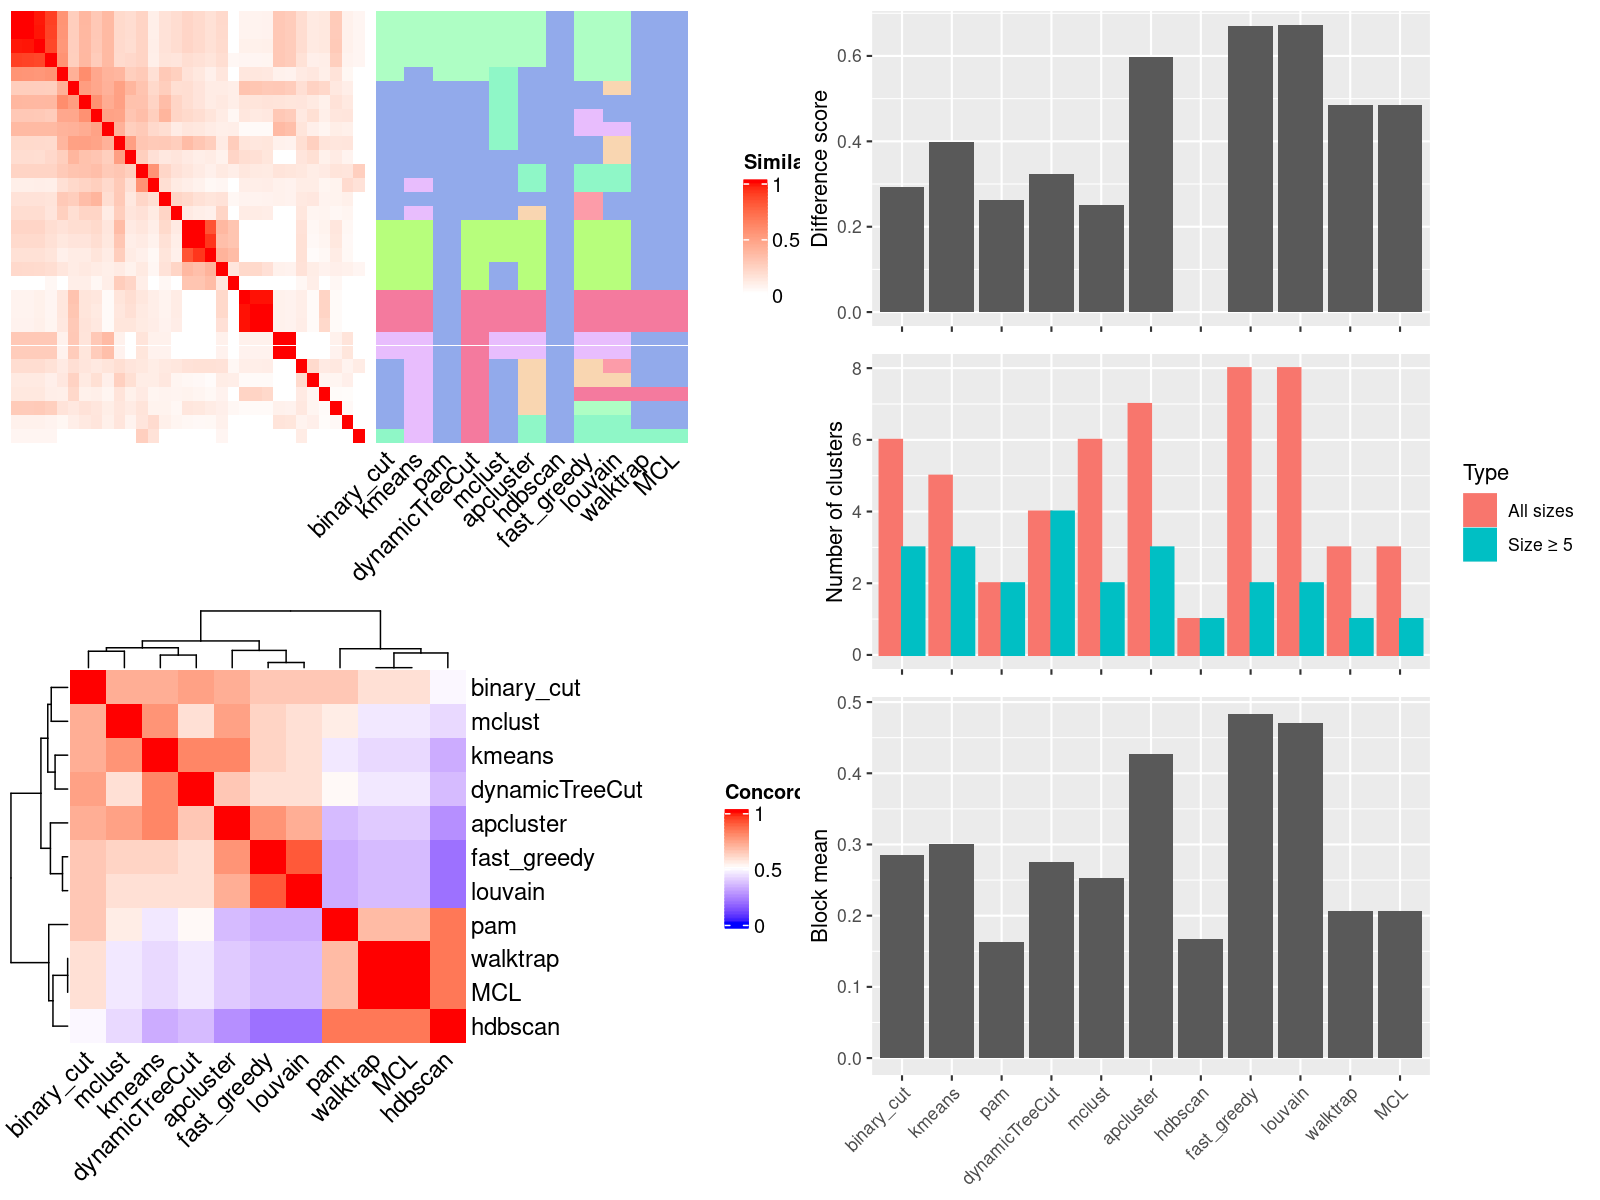 Simila
1
0.5
0
binary_cut
kmeans
pam
dynamicTreeCut
mclust
apcluster
hdbscan
fast_greedy
louvain
walktrap
MCL
binary_cut
mclust
kmeans
dynamicTreeCut
apcluster
fast_greedy
louvain
pam
walktrap
MCL
hdbscan
binary_cut
mclust
kmeans
dynamicTreeCut
apcluster
fast_greedy
louvain
pam
walktrap
MCL
hdbscan
Concord
1
0.5
0
Difference score
0.6
0.4
0.2
0.0
Number of clusters
8
6
4
2
0
Type
All sizes
Size ≥ 5
Block mean
0.5
0.4
0.3
0.2
0.1
0.0
binary_cut
kmeans
pam
dynamicTreeCut
mclust
apcluster
hdbscan
fast_greedy
louvain
walktrap
MCL